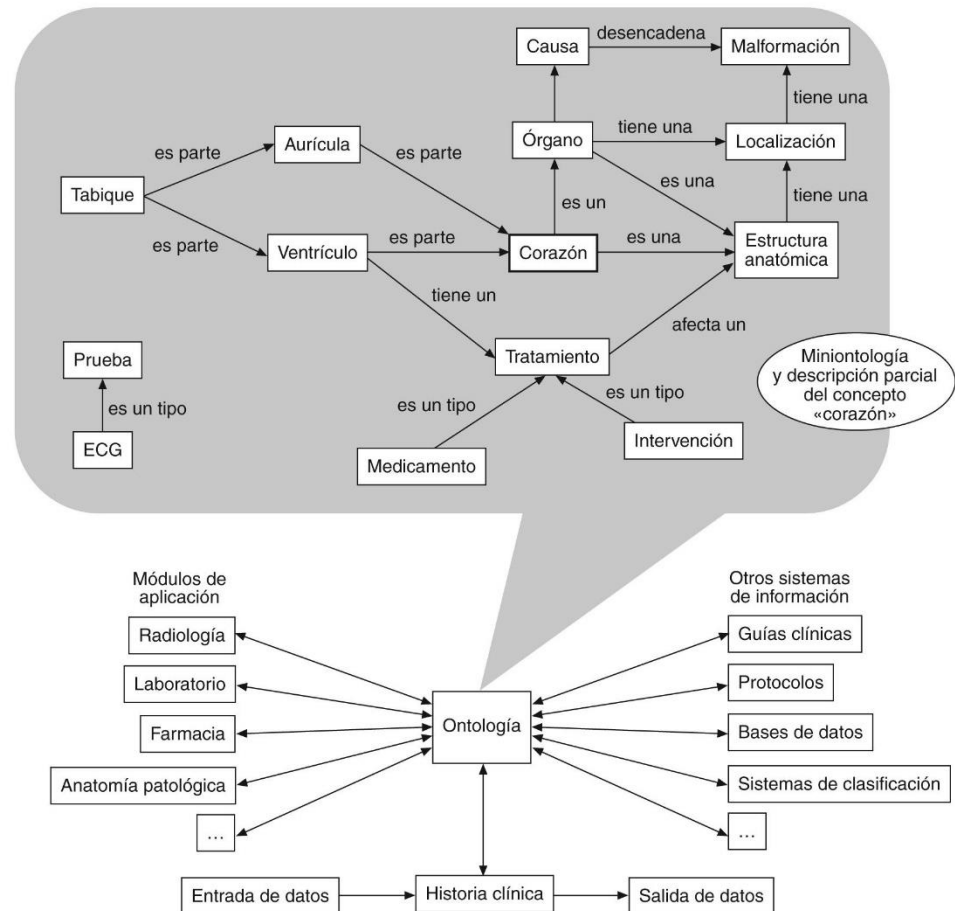 Causa
desencadena
Malformación
tiene una
Aurícula
Órgano
tiene una
Localización
es parte
es parte
Tabique
es un
es una
tiene una
es parte
Ventrículo
es parte
Corazón
es una
Estructura
anatómica
tiene un
afecta un
Prueba
Tratamiento
Miniontología
y descripción parcial
del concepto
«corazón»
es un tipo
es un tipo
es un tipo
ECG
Medicamento
Intervención
Módulos de
aplicación
Radiología
Laboratorio
Farmacia
Anatomía patológica
...
Ontología
Otros sistemas
de información
Guías clínicas
Protocolos
Bases de datos
Sistemas de clasificación
...
Entrada de datos
Historia clínica
Salida de datos